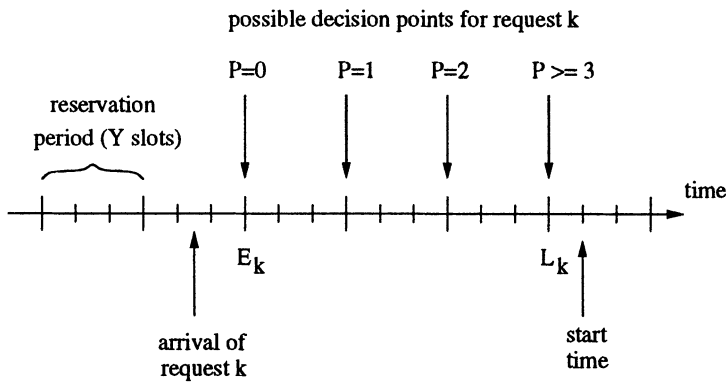 possible decision points for request k
P=0
P=1
P=2
P >= 3
reservation
period (Y slots)
time
E k
L k
arrival of
request k
start
time